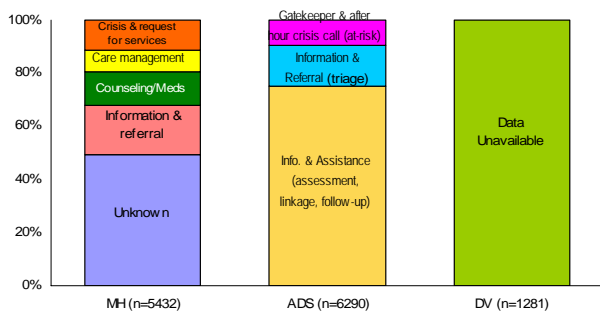 100%
80%
60%
40%
20%
0%
Crisis & request
for services
Care management
Counseling/Meds
Information &
referral
Unknown
Gatekeeper & after
hour crisis call (at-risk)
Information &
Referral (triage)
Info. & Assistance
(assessment,
linkage, follow-up)
Data
Unavailable
MH (n=5432)
ADS (n=6290)
DV (n=1281)